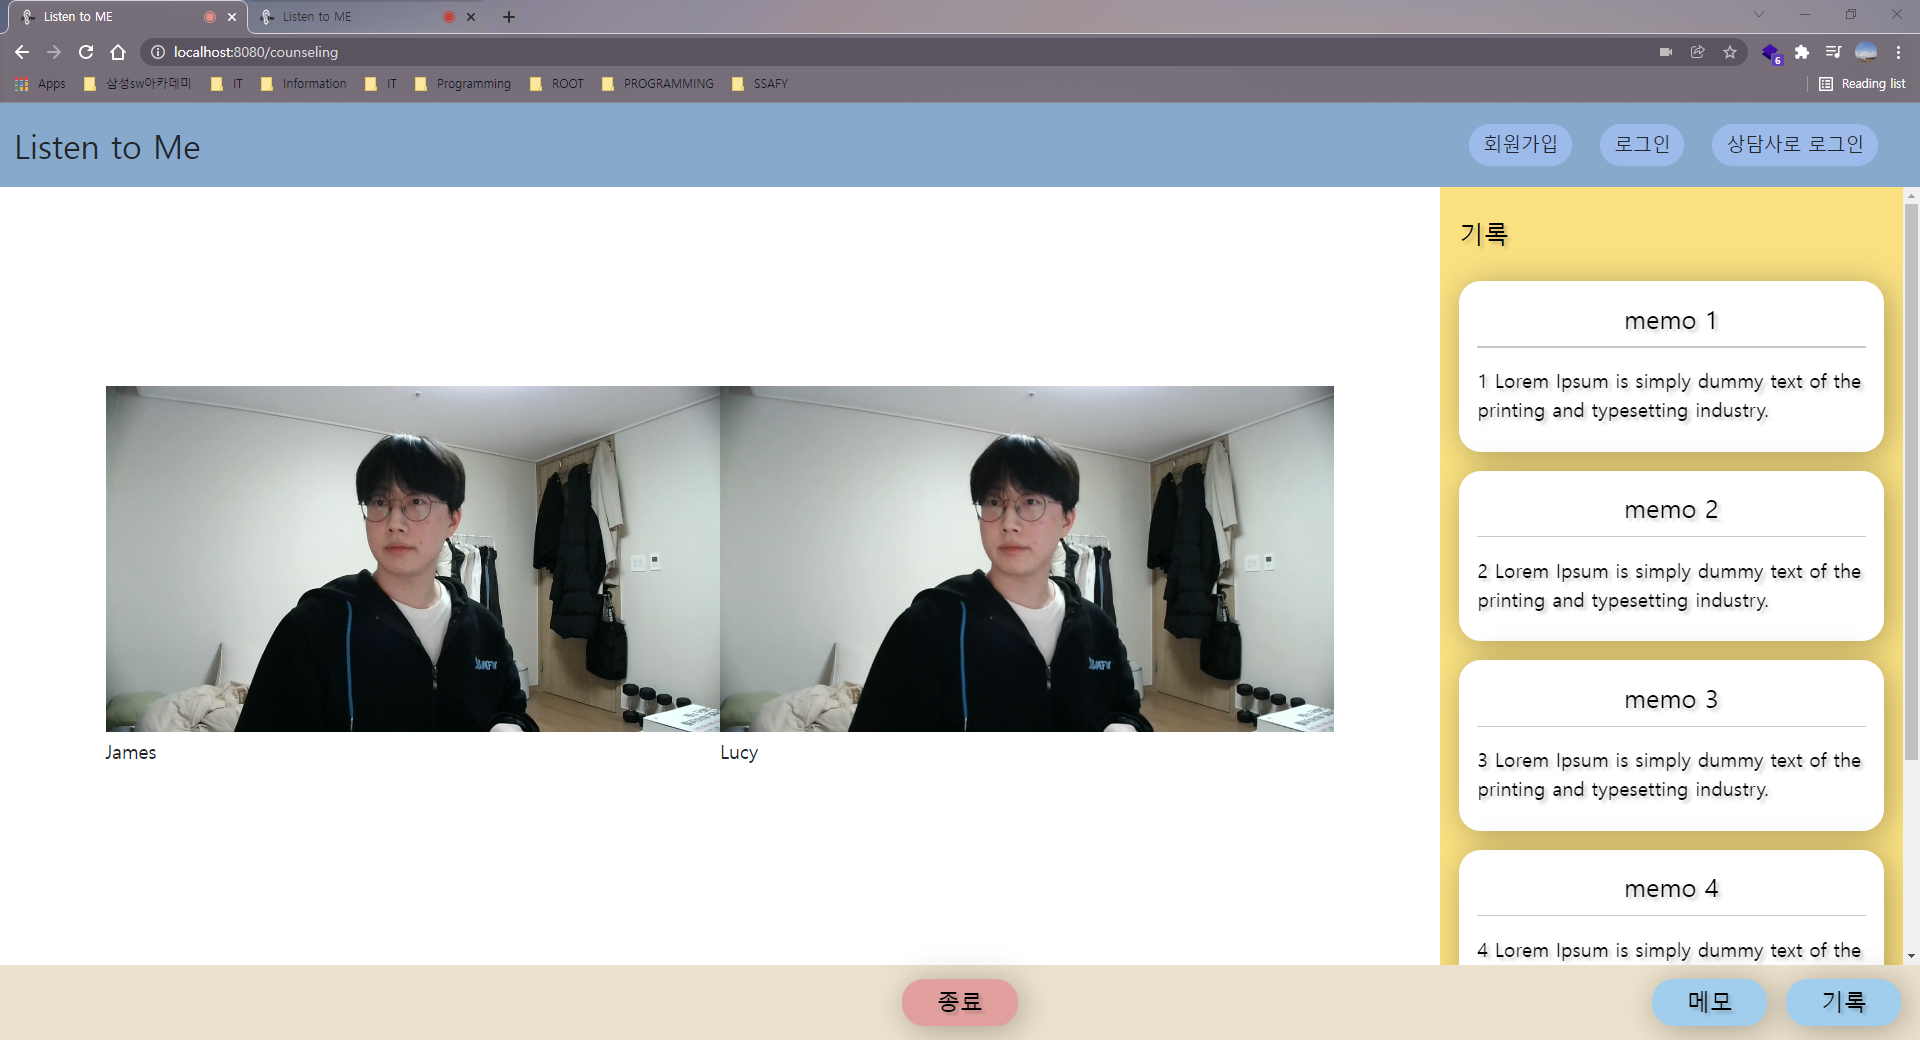 Listen to ME
Listen to ME
localhost:8080/counseling
6
Apps 삼성sw아카데미 IT Information IT Programming ROOT PROGRAMMING SSAFY Reading list
Listen to Me
회원가입 로그인 상담사로 로그인
기록
memo 1
1 Lorem Ipsum is simply dummy text of the
printing and typesetting industry.
memo 2
2 Lorem Ipsum is simply dummy text of the
printing and typesetting industry.
memo 3
3 Lorem Ipsum is simply dummy text of the
printing and typesetting industry.
memo 4
4 Lorem Ipsum is simply dummy text of the
James
Lucy
종료
메모 기록